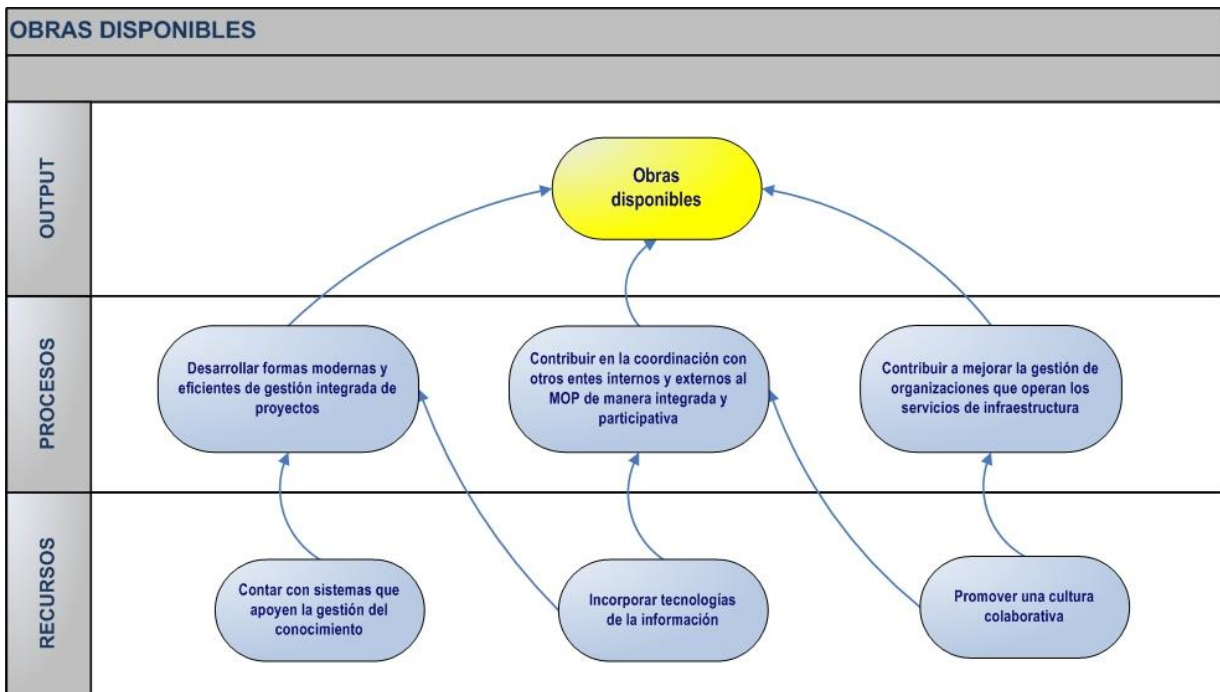 OBRAS DISPONIBLES
OUTPUT
Obras
disponibles
PROCESOS
Desarrollar formas modernas y
eficientes de gestión integrada de
proyectos
Contribuir en la coordinación con
otros entes internos y externos al
MOP de manera integrada y
participativa
Contribuir a mejorar la gestión de
organizaciones que operan los
servicios de infraestructura
RECURSOS
Contar con sistemas que
apoyen la gestión del
conocimiento
Incorporar tecnologías
de la información
Promover una cultura
colaborativa